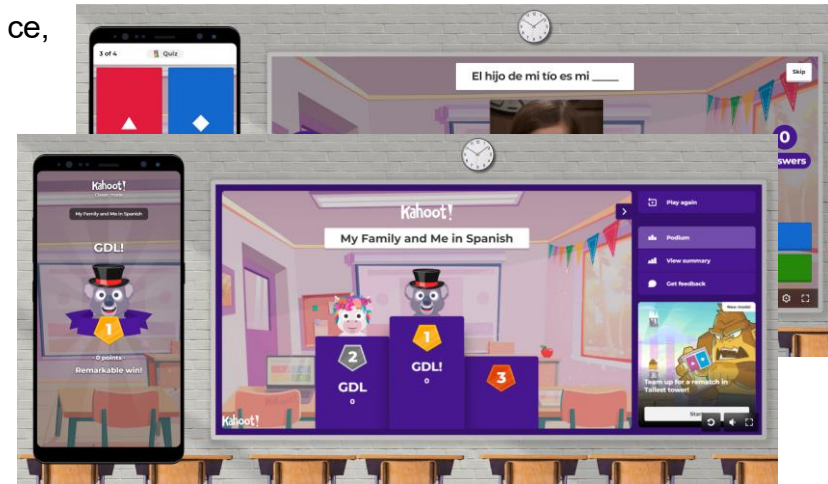 ce,
3 of 4
Quiz
El hijo de mi tío es mi _____
Skip
0
swers
Kahoot!
My Family and Me in Spanish
GDL!
1
0 points
Remarkable win!
Kahoot!
My Family and Me in Spanish
2
GDL
0
1
GDL!
0
3
Kahoot!
Play again
Podium
View summary
Get feedback
New mode!
Team up for a rematch in
Tallest tower!
Star